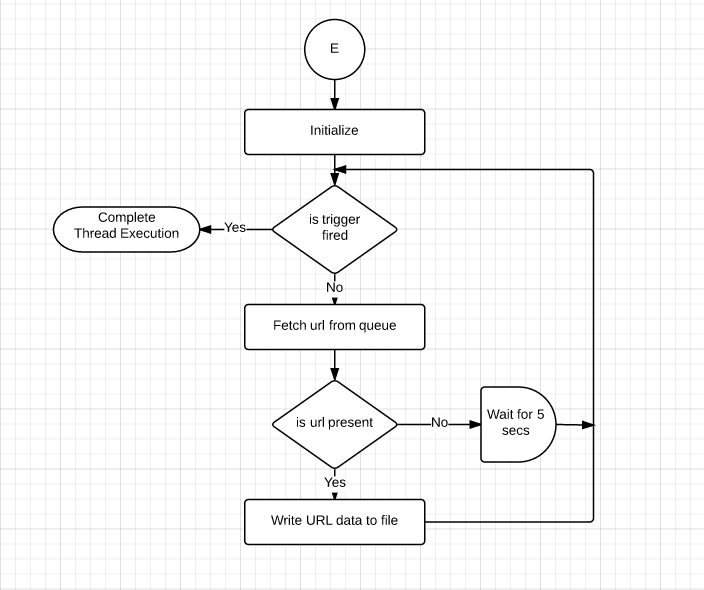 E
Initialize
is trigger
fired
Yes
Complete
Thread Execution
No
Fetch url from queue
is url present
No
Wait for 5
secs
Yes
Write URL data to file